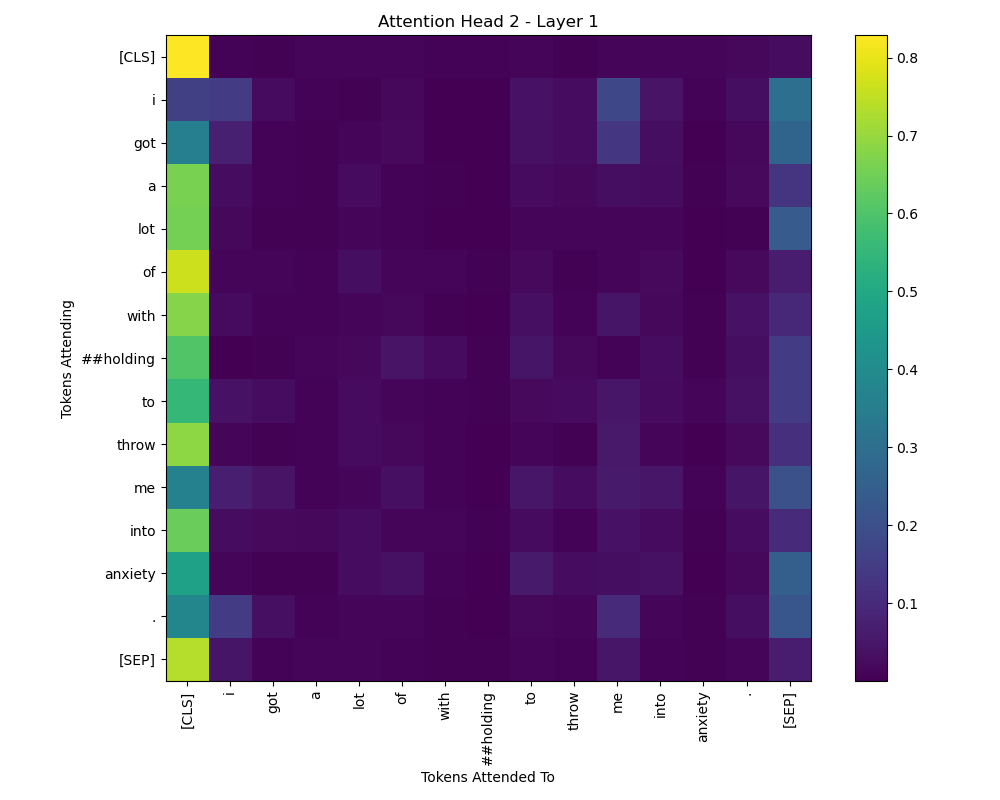 Attention Head 2 - Layer 1
Tokens Attending
[CLS]
i
got
a
lot
of
with
##holding
to
throw
me
into
anxiety
.
[SEP]
[CLS]
i
got
a
lot
of
with
##holding
to
throw
me
into
anxiety
.
[SEP]
Tokens Attended To
0.8
0.7
0.6
0.5
0.4
0.3
0.2
0.1